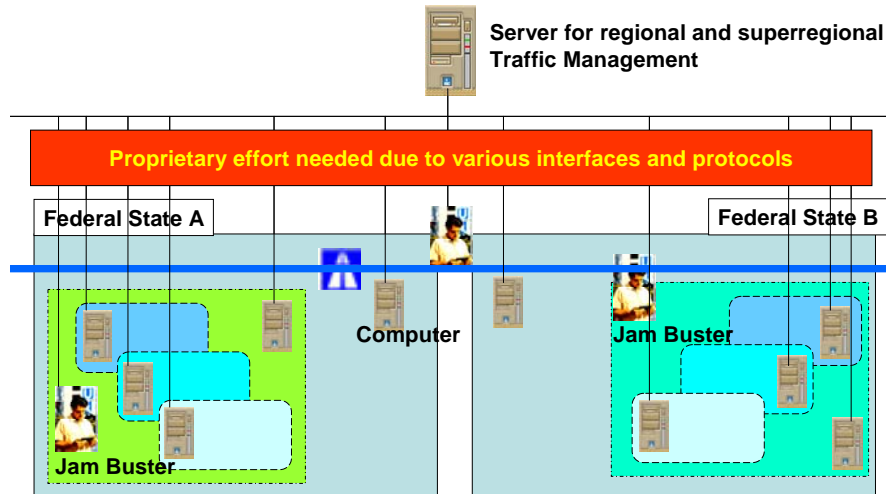 Server for regional and superregional
Traffic Management
Proprietary effort needed due to various interfaces and protocols
Federal State A
Federal State B
Computer
Jam Buster
Jam Buster